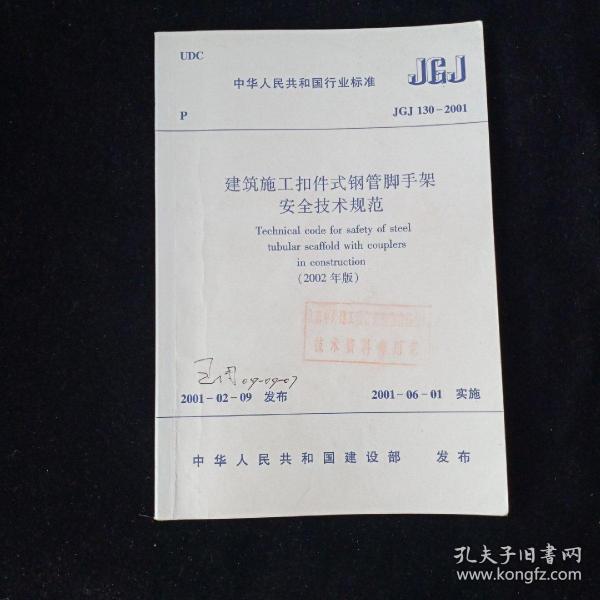 UDC
中华人民共和国行业标准
JGJ
P
JGJ 130-2001
建筑施工扣件式钢管脚手架
安全技术规范
Technical code for safety of steel
tubular scaffold with couplers
in construction
(2002 年版)
技术资料
09-09-07
2001-02-09 发布
2001-06-01 实施
中华人民共和国建设部 发布
孔夫子旧书网
www.kongfz.com